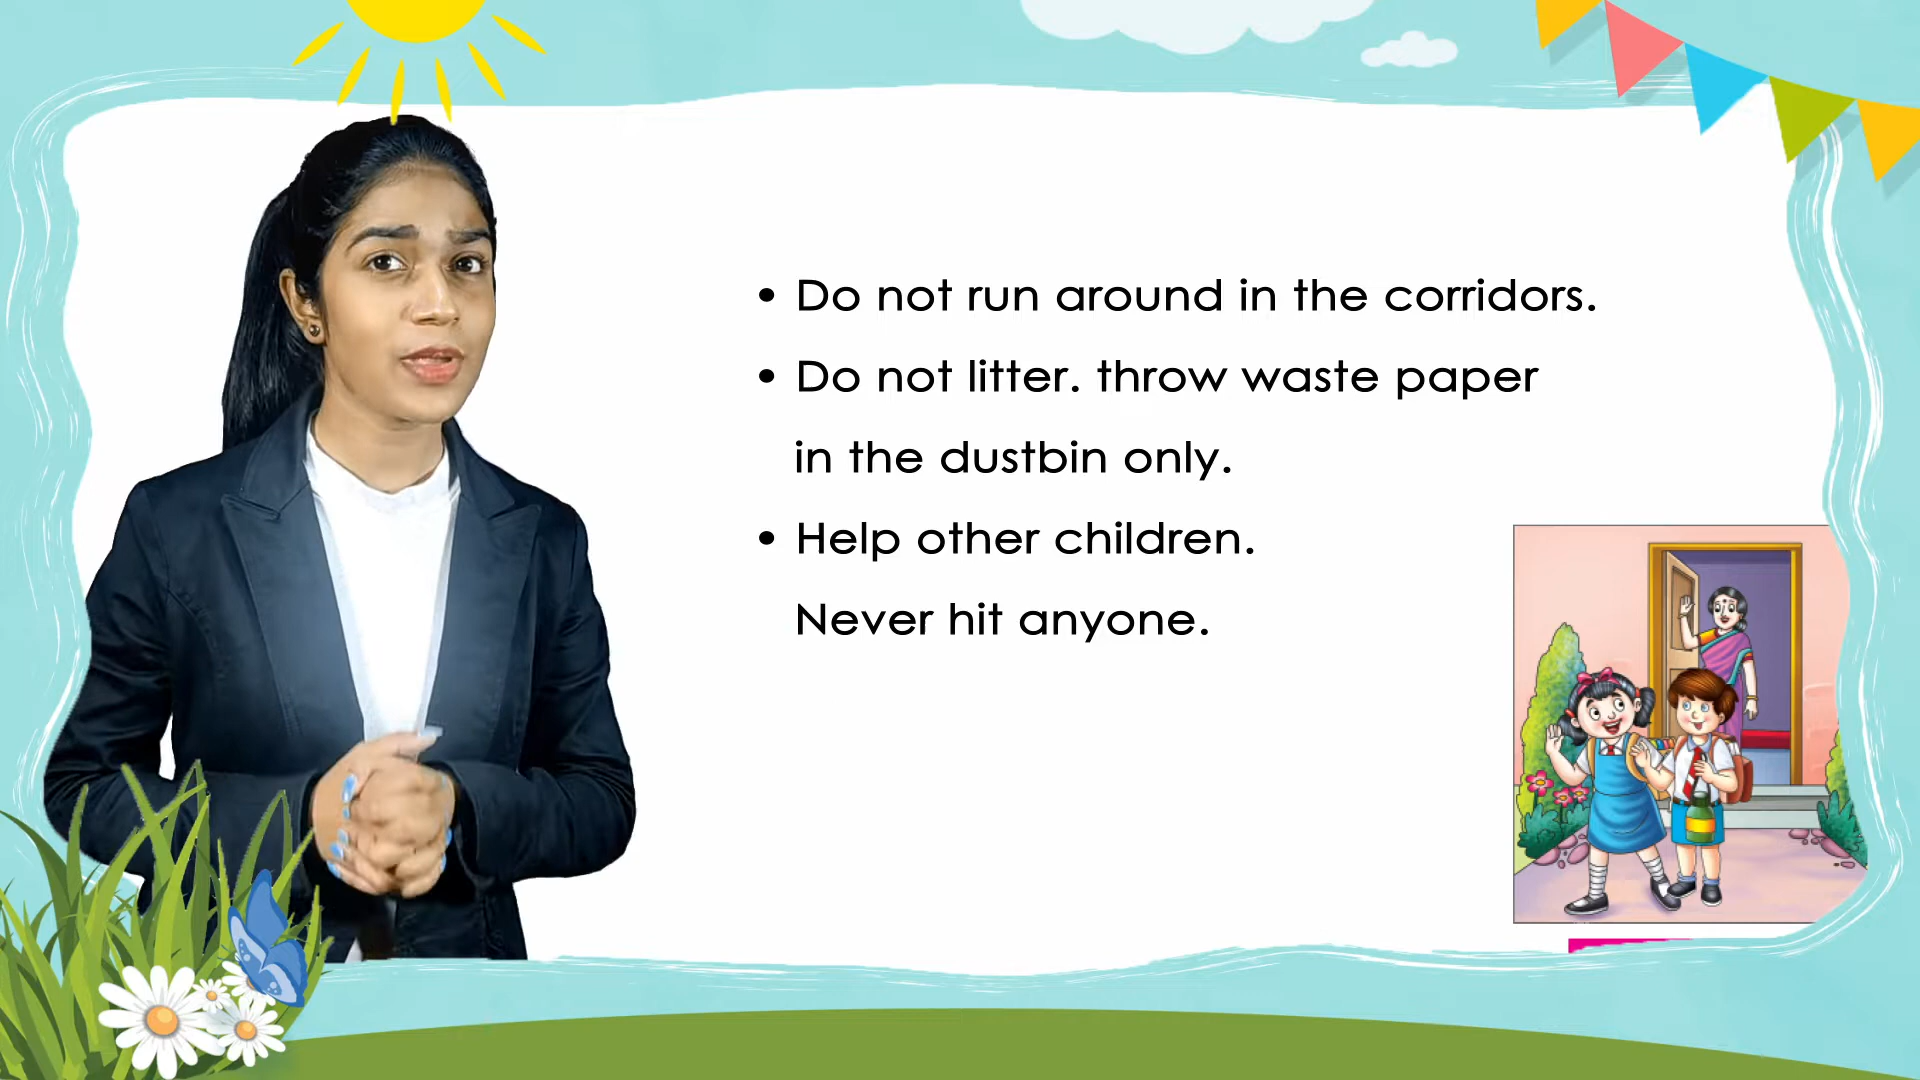 • Do not run around in the corridors.
• Do not litter. throw waste paper
in the dustbin only.
• Help other children.
Never hit anyone.